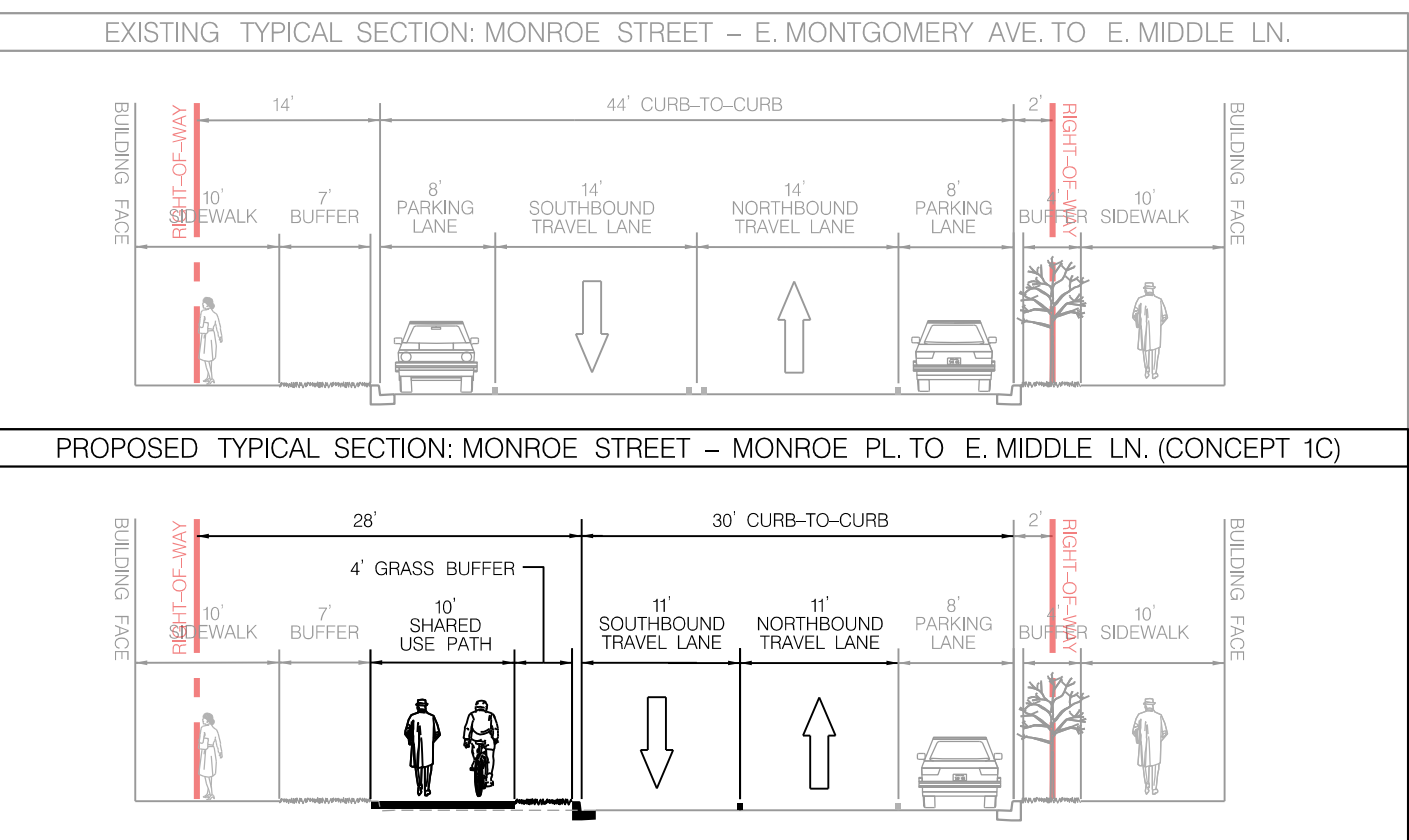 EXISTING TYPICAL SECTION: MONROE STREET – E. MONTGOMERY AVE. TO E. MIDDLE LN.
BUILDING FACE
RIGHT–OF–WAY
14'
44' CURB–TO–CURB
2'
RIGHT–OF–WAY
BUILDING FACE
10'
SIDEWALK
7'
BUFFER
8'
PARKING
LANE
14'
SOUTHBOUND
TRAVEL LANE
14'
NORTHBOUND
TRAVEL LANE
8'
PARKING
LANE
4'
BUFFER
10'
SIDEWALK
PROPOSED TYPICAL SECTION: MONROE STREET – MONROE PL. TO E. MIDDLE LN. (CONCEPT 1C)
BUILDING FACE
RIGHT–OF–WAY
28'
30' CURB–TO–CURB
2'
RIGHT–OF–WAY
BUILDING FACE
4' GRASS BUFFER
10'
SIDEWALK
7'
BUFFER
10'
SHARED
USE PATH
11'
SOUTHBOUND
TRAVEL LANE
11'
NORTHBOUND
TRAVEL LANE
8'
PARKING
LANE
4'
BUFFER
10'
SIDEWALK